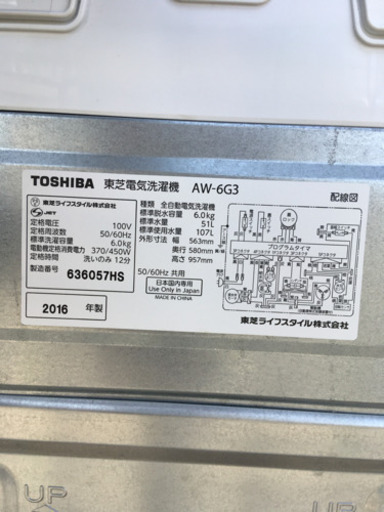 TOSHIBA 東芝電気洗濯機 AW-6G3 配線図
東芝ライフスタイル株式会社
JET
定格電圧 100V
定格周波数 50/60Hz
標準洗濯容量 6.0kg
電動機定格消費電力 370/450W
定格時間 洗いのみ 12分
製造番号 636057HS
2016 年製
種類 全自動電気洗濯機
標準脱水容量 6.0kg
標準水量 51L
標準使用水量 107L
外形寸法 幅 563mm
奥行 580mm
高さ 957mm
50/60Hz 共用
日本国内専用
Use Only in Japan
MADE IN CHINA
プログラムタイマ
東芝ライフスタイル株式会社
UP
UP